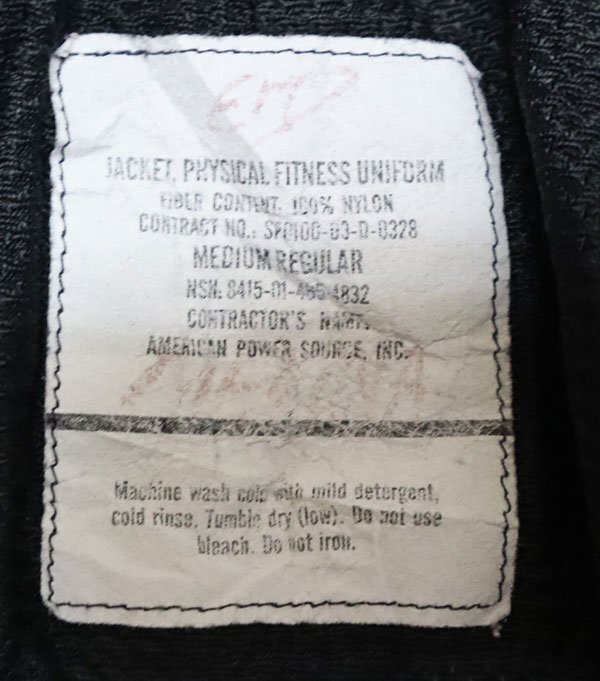 JACKET, PHYSICAL FITNESS UNIFORM
FIBER CONTENT: 100% NYLON
CONTRACT NO.: SPO100-03-D-0328
MEDIUM REGULAR
NSN: 8415-01-465-4832
CONTRACTOR'S NAME:
AMERICAN POWER SOURCE, INC.
Machine wash cold with mild detergent,
cold rinse. Tumble dry (low). Do not use
bleach. Do not iron.